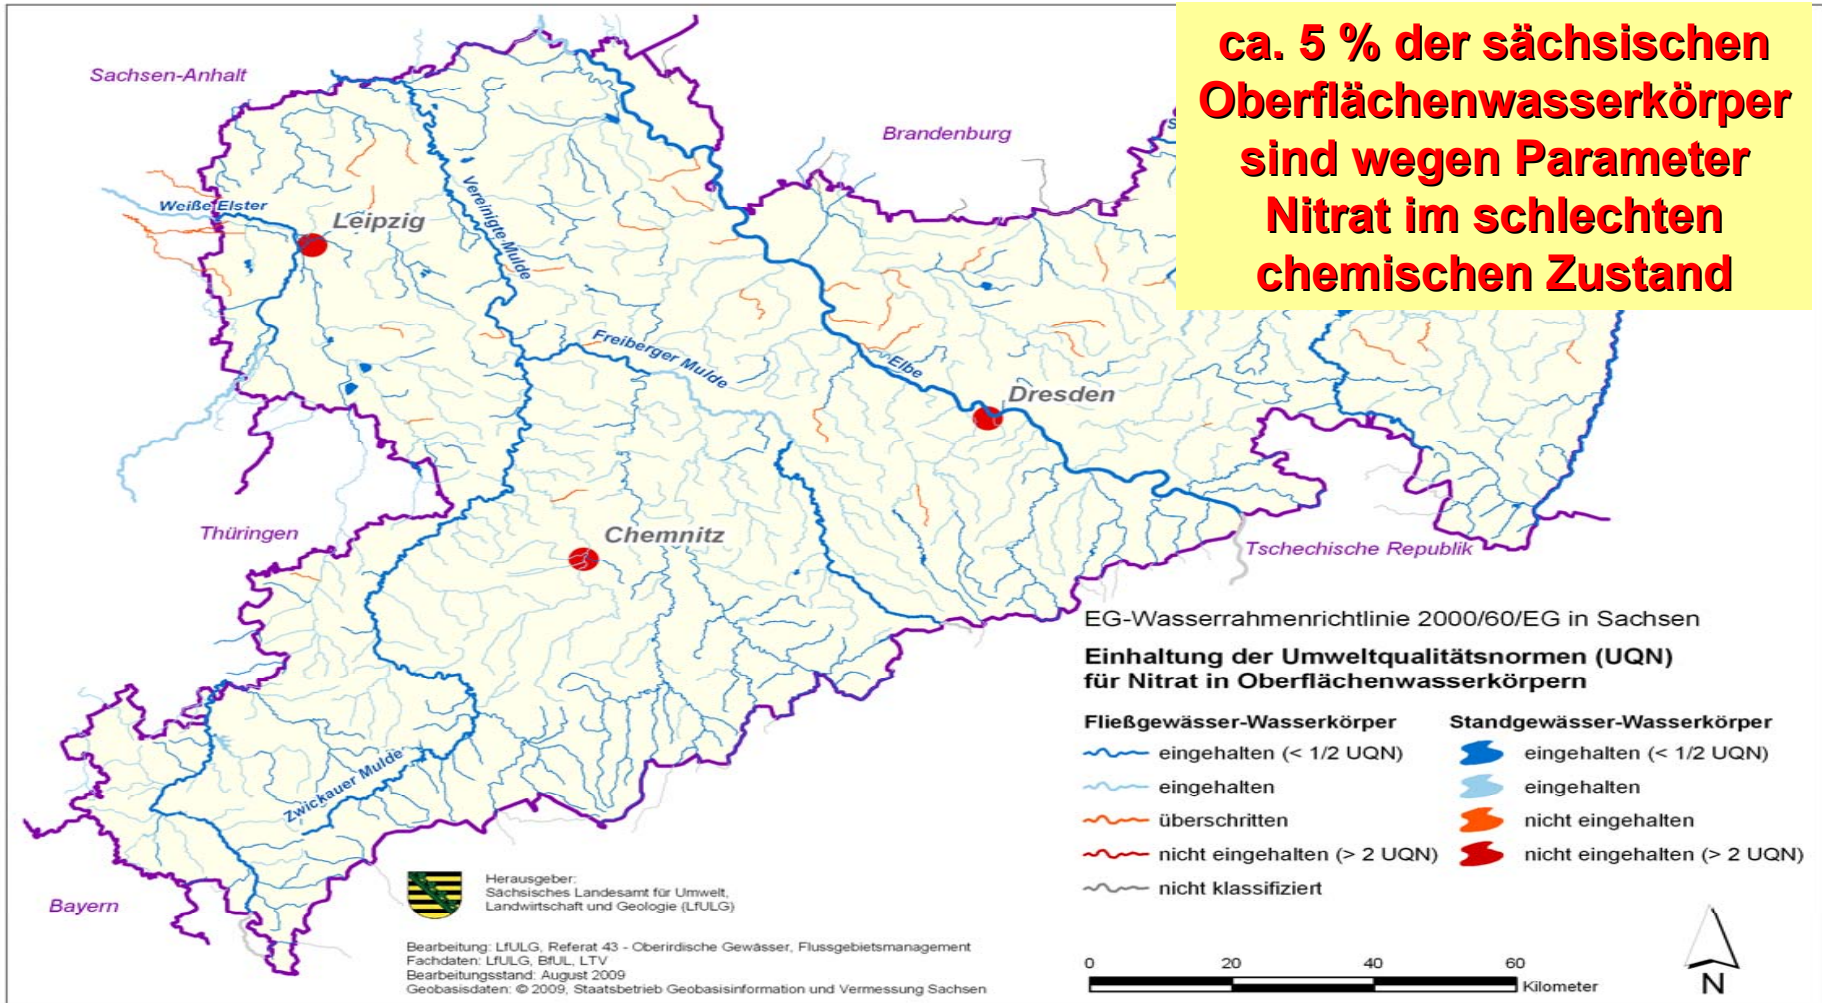 ca. 5 % der sächsischen
Oberflächenwasserkörper
sind wegen Parameter
Nitrat im schlechten
chemischen Zustand
Sachsen-Anhalt
Brandenburg
Weiße Elster
Leipzig
Vereinigte Mulde
Freiberger Mulde
Elbe
Dresden
Thüringen
Chemnitz
Tschechische Republik
Zwickauer Mulde
Bayern
EG-Wasserrahmenrichtlinie 2000/60/EG in Sachsen
Einhaltung der Umweltqualitätsnormen (UQN)
für Nitrat in Oberflächenwasserkörpern
Fließgewässer-Wasserkörper
eingehalten (< 1/2 UQN)
eingehalten
überschritten
nicht eingehalten (> 2 UQN)
nicht klassifiziert
Standgewässer-Wasserkörper
eingehalten (< 1/2 UQN)
eingehalten
nicht eingehalten
nicht eingehalten (> 2 UQN)
Herausgeber:
Sächsisches Landesamt für Umwelt,
Landwirtschaft und Geologie (LfULG)
Bearbeitung: LfULG, Referat 43 - Oberirdische Gewässer, Flussgebietsmanagement
Fachdaten: LfULG, BfUL, LTV
Bearbeitungsstand: August 2009
Geobasisdaten: © 2009, Staatsbetrieb Geobasisinformation und Vermessung Sachsen
0 20 40 60
Kilometer
N